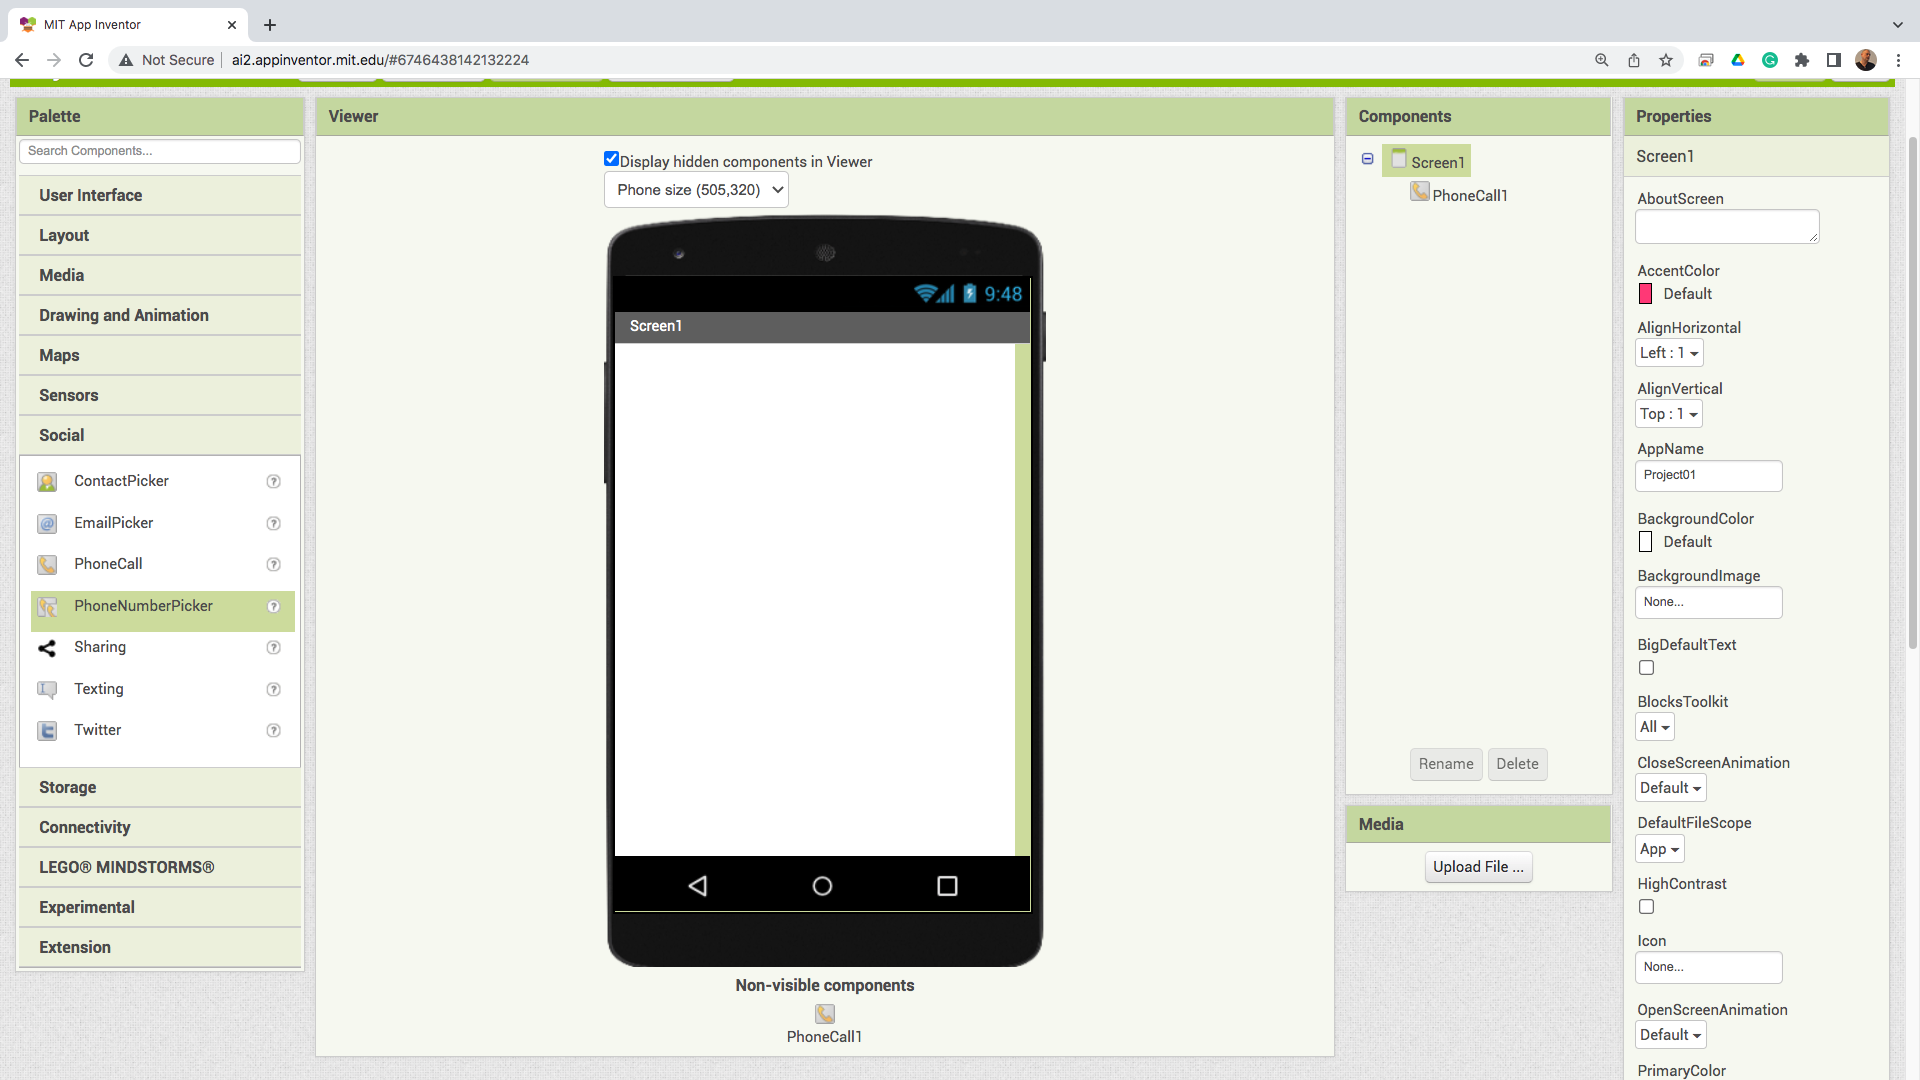 MIT App Inventor
Not Secure
ai2.appinventor.mit.edu/#6746438142132224
Palette
Search Components...
User Interface
Layout
Media
Drawing and Animation
Maps
Sensors
Social
ContactPicker
?
EmailPicker
?
PhoneCall
?
PhoneNumberPicker
?
Sharing
?
Texting
?
Twitter
?
Storage
Connectivity
LEGO® MINDSTORMS®
Experimental
Extension
Viewer
Display hidden components in Viewer
Phone size (505,320)
9:48
Screen1
Non-visible components
PhoneCall1
Components
Screen1
PhoneCall1
Rename
Delete
Media
Upload File ...
Properties
Screen1
AboutScreen
AccentColor
Default
AlignHorizontal
Left : 1
AlignVertical
Top : 1
AppName
Project01
BackgroundColor
Default
BackgroundImage
None...
BigDefaultText
BlocksToolkit
All
CloseScreenAnimation
Default
DefaultFileScope
App
HighContrast
Icon
None...
OpenScreenAnimation
Default
PrimaryColor